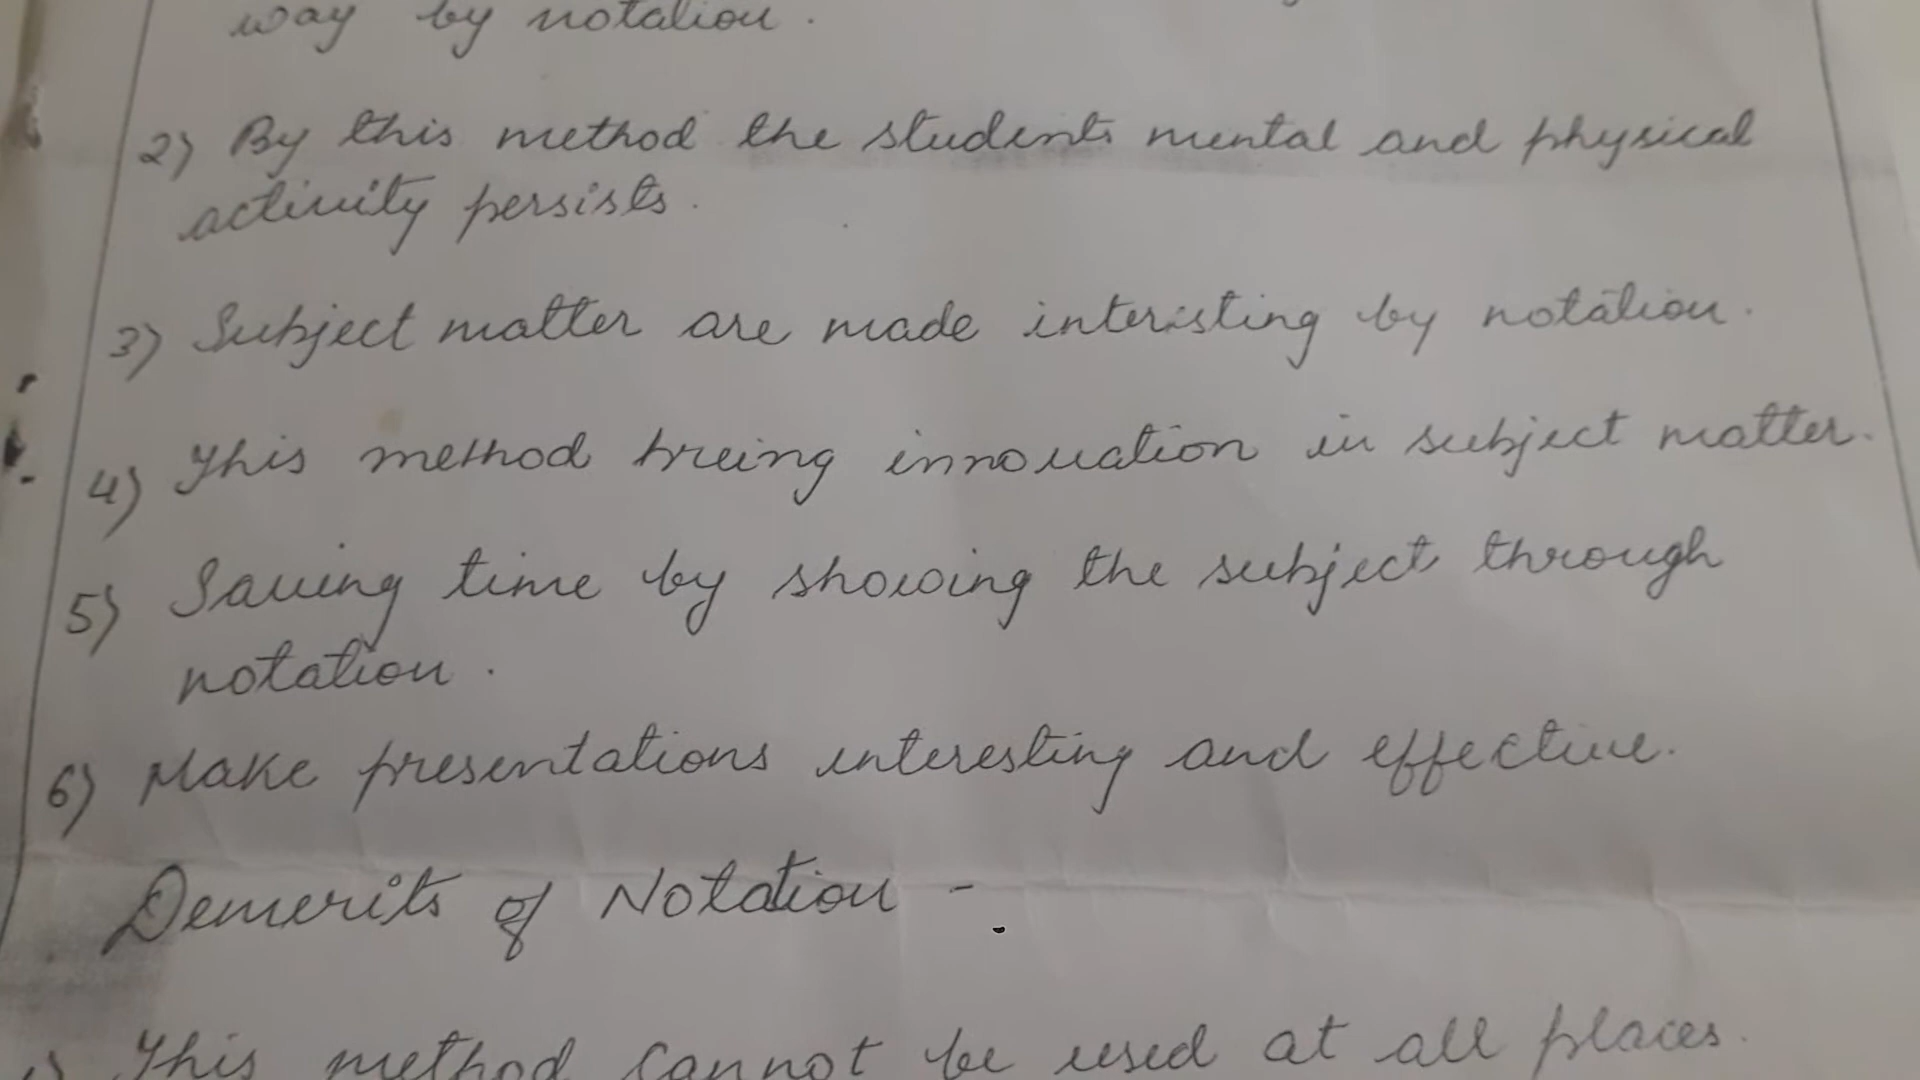 way by notation.
2) By this method the students mental and physical
activity persists.
3) Subject matter are made interesting by notation.
4) This method breing innovation in subject matter.
5) Saving time by showing the subject through
notation.
6) Make presentations interesting and effective.
Demerits of Notation -
1) This method cannot be used at all places.